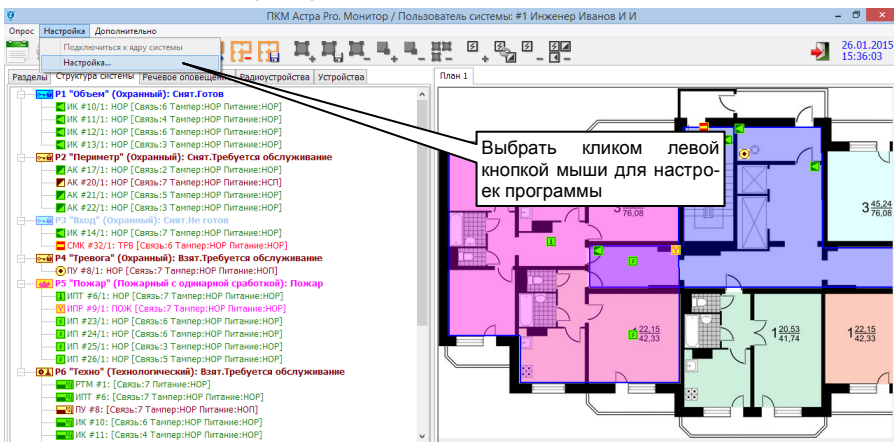 ПКМ Астра Pro. Монитор / Пользователь системы: #1 Инженер Иванов И И
Опрос Настройка Дополнительно
Подключиться к ядру системы
Настройка...
26.01.2015
15:36:03
Разделы Структура системы Речевое оповещение Радиоустройства Устройства
План 1
Р1 "Объем" (Охранный): Снят.Готов
ИК #10/1: НОР [Связь:6 Тампер:НОР Питание:НОР]
ИК #11/1: НОР [Связь:4 Тампер:НОР Питание:НОР]
ИК #12/1: НОР [Связь:6 Тампер:НОР Питание:НОР]
ИК #13/1: НОР [Связь:3 Тампер:НОР Питание:НОР]
Р2 "Периметр" (Охранный): Снят.Требуется обслуживание
АК #17/1: НОР [Связь:2 Тампер:НОР Питание:НОР]
АК #20/1: НОР [Связь:7 Тампер:НОР Питание:НСП]
АК #21/1: НОР [Связь:5 Тампер:НОР Питание:НОР]
АК #22/1: НОР [Связь:3 Тампер:НОР Питание:НОР]
Р3 "Вход" (Охранный): Снят.Не готов
ИК #14/1: НОР [Связь:7 Тампер:НОР Питание:НОР]
СМК #32/1: ТРВ [Связь:6 Тампер:НОР Питание:НОР]
Р4 "Тревога" (Охранный): Взят.Требуется обслуживание
ПУ #8/1: НОР [Связь:7 Тампер:НОР Питание:НОП]
Р5 "Пожар" (Пожарный с одинарной сработкой): Пожар
ИПТ #6/1: НОР [Связь:7 Тампер:НОР Питание:НОР]
ИПР #9/1: ПОЖ [Связь:7 Тампер:НОР Питание:НОР]
ИП #23/1: НОР [Связь:6 Тампер:НОР Питание:НОР]
ИП #24/1: НОР [Связь:6 Тампер:НОР Питание:НОР]
ИП #25/1: НОР [Связь:3 Тампер:НОР Питание:НОР]
ИП #26/1: НОР [Связь:5 Тампер:НОР Питание:НОР]
Р6 "Техно" (Технологический): Взят.Требуется обслуживание
РТМ #1: [Связь:7 Питание:НОР]
ИПТ #6: [Связь:7 Тампер:НОР Питание:НОР]
ПУ #8: [Связь:7 Тампер:НОР Питание:НОП]
ИК #10: [Связь:6 Тампер:НОР Питание:НОР]
ИК #11: [Связь:4 Тампер:НОР Питание:НОР]
Выбрать кликом левой
кнопкой мыши для настро-
ек программы
3 76,08
3 45,24
76,08
1 22,15
42,33
1 20,53
41,74
1 22,15
42,33